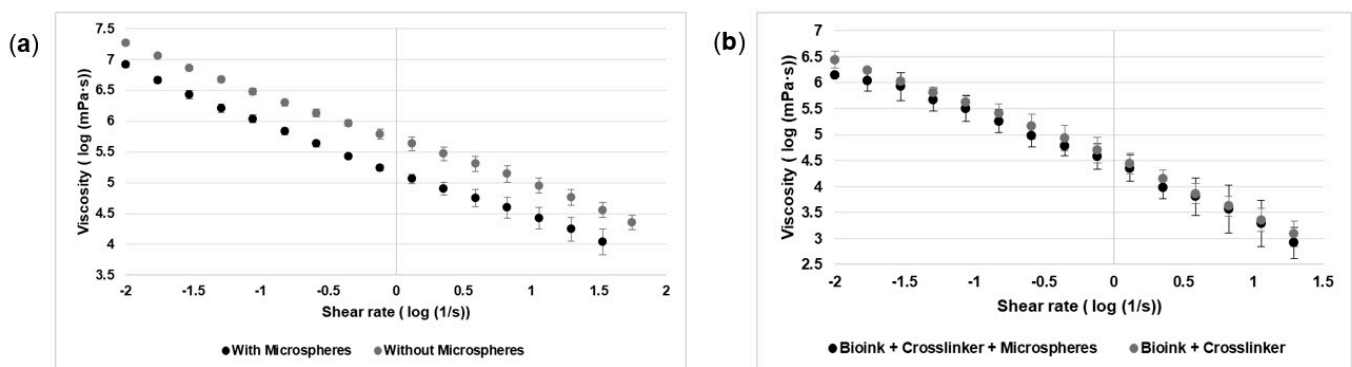 (a)
Viscosity ( log (mPa·s))
7.5
7
6.5
6
5.5
5
4.5
4
3.5
-2 -1.5 -1 -0.5 0 0.5 1 1.5 2
Shear rate ( log (1/s))
With Microspheres Without Microspheres
(b)
Viscosity ( log (mPa·s))
7
6.5
6
5.5
5
4.5
4
3.5
3
2.5
-2 -1.5 -1 -0.5 0 0.5 1 1.5
Shear rate ( log (1/s))
Bioink + Crosslinker + Microspheres Bioink + Crosslinker